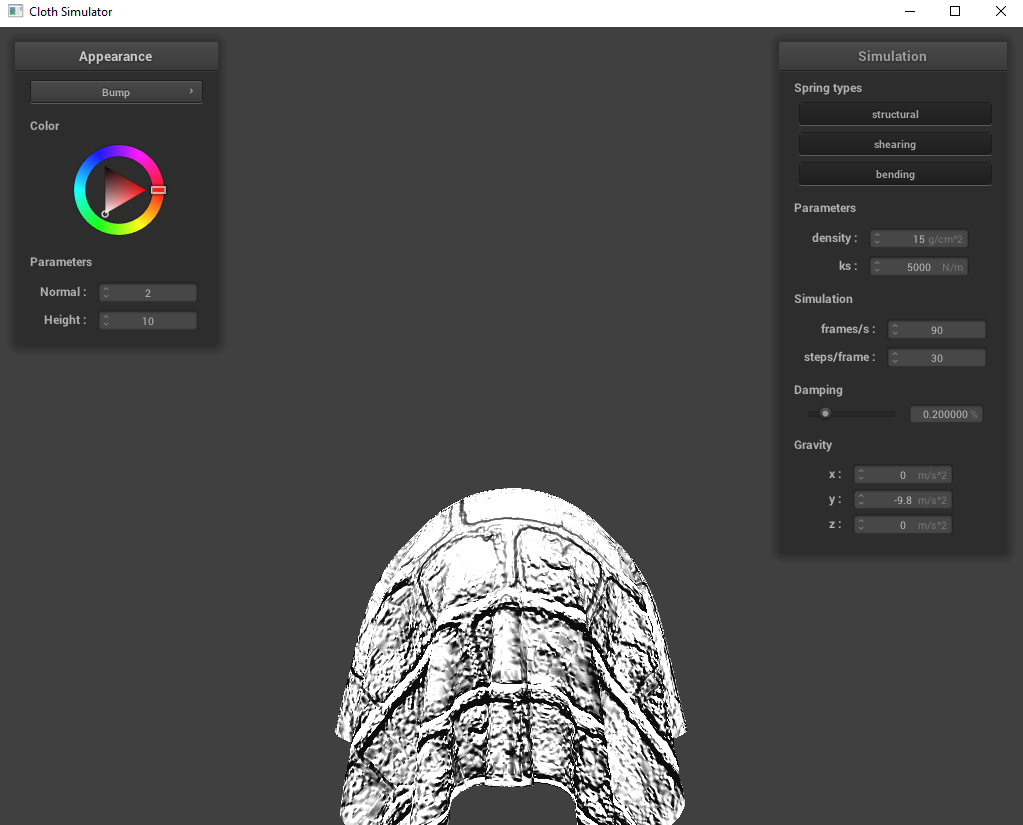 Cloth Simulator
Appearance
Bump
Color
Parameters
Normal : 2
Height : 10
Simulation
Spring types
structural
shearing
bending
Parameters
density : 15 g/cm^2
ks : 5000 N/m
Simulation
frames/s : 90
steps/frame : 30
Damping
0.200000 %
Gravity
x : 0 m/s^2
y : -9.8 m/s^2
z : 0 m/s^2